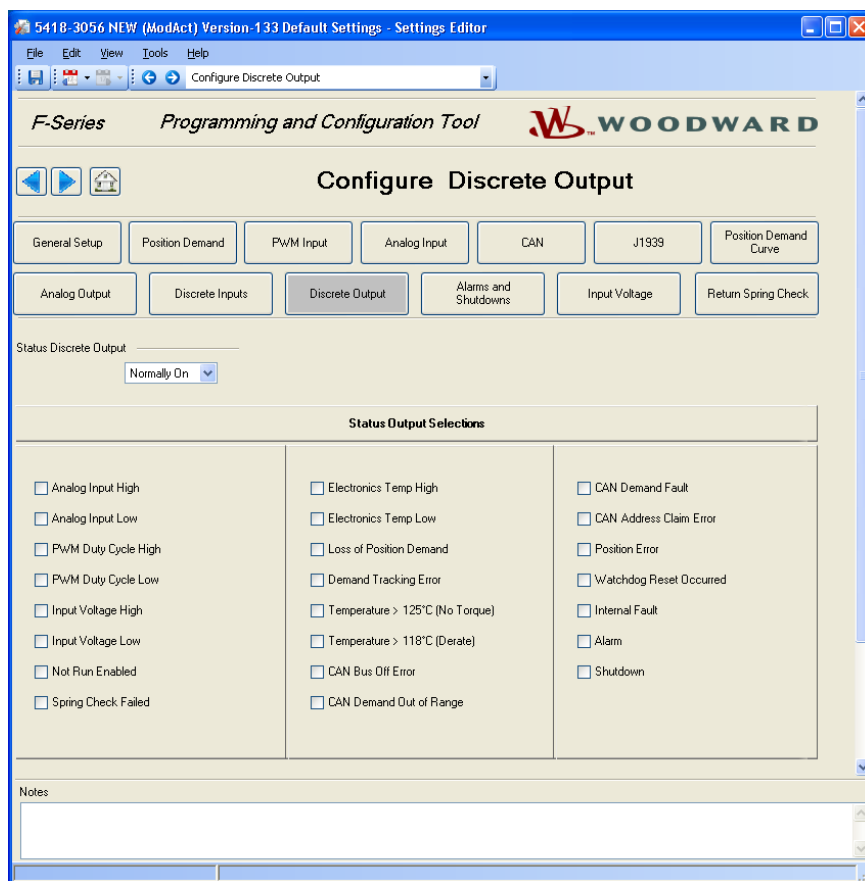 5418-3056 NEW (ModAct) Version-133 Default Settings - Settings Editor
File Edit View Tools Help
Configure Discrete Output
F-Series Programming and Configuration Tool WOODWARD
Configure Discrete Output
General Setup Position Demand PWM Input Analog Input CAN J1939 Position Demand Curve
Analog Output Discrete Inputs Discrete Output Alarms and Shutdowns Input Voltage Return Spring Check
Status Discrete Output
Normally On
Status Output Selections
Analog Input High
Analog Input Low
PWM Duty Cycle High
PWM Duty Cycle Low
Input Voltage High
Input Voltage Low
Not Run Enabled
Spring Check Failed
Electronics Temp High
Electronics Temp Low
Loss of Position Demand
Demand Tracking Error
Temperature > 125°C (No Torque)
Temperature > 118°C (Derate)
CAN Bus Off Error
CAN Demand Out of Range
CAN Demand Fault
CAN Address Claim Error
Position Error
Watchdog Reset Occurred
Internal Fault
Alarm
Shutdown
Notes